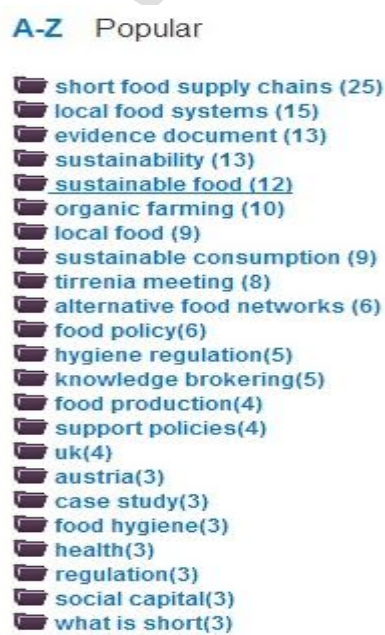 A-Z Popular
short food supply chains (25)
local food systems (15)
evidence document (13)
sustainability (13)
sustainable food (12)
organic farming (10)
local food (9)
sustainable consumption (9)
tirrenia meeting (8)
alternative food networks (6)
food policy(6)
hygiene regulation(5)
knowledge brokering(5)
food production(4)
support policies(4)
uk(4)
austria(3)
case study(3)
food hygiene(3)
health(3)
regulation(3)
social capital(3)
what is short(3)